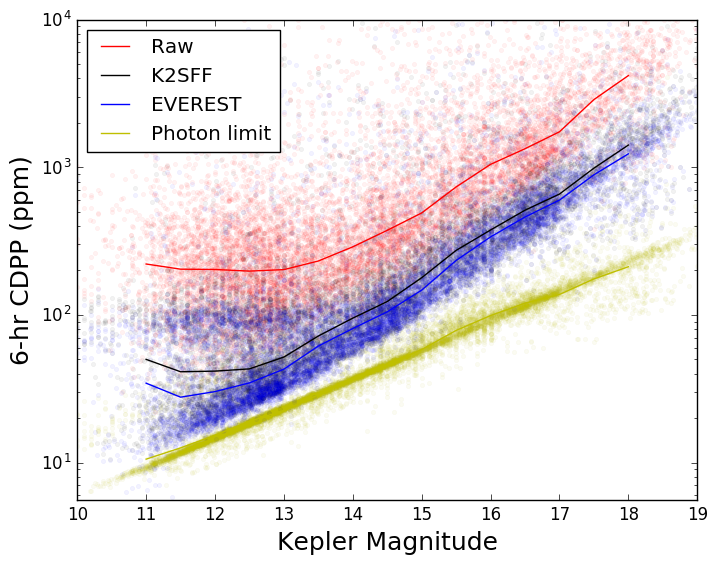 Raw
K2SFF
EVEREST
Photon limit
6-hr CDPP (ppm)
10^4
10^3
10^2
10^1
10 11 12 13 14 15 16 17 18 19
Kepler Magnitude